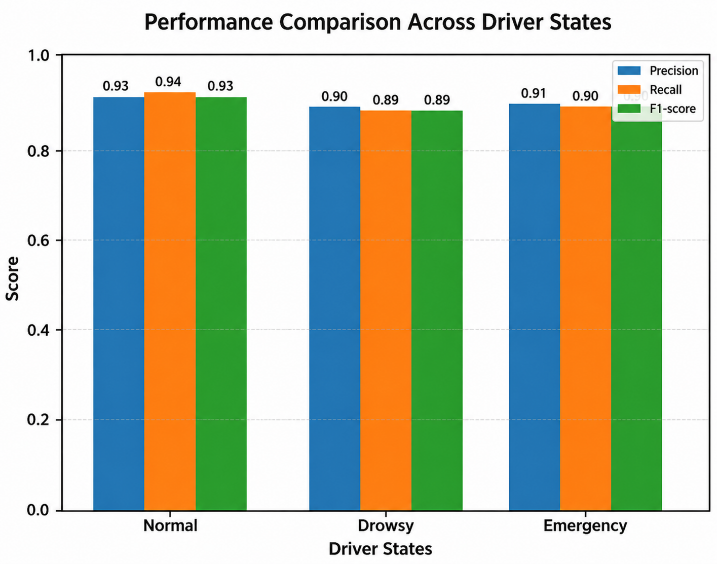 Performance Comparison Across Driver States
1.0
0.8
0.6
0.4
0.2
0.0
Score
0.93
0.94
0.93
0.90
0.89
0.89
0.91
0.90
Precision
Recall
F1-score
Normal
Drowsy
Emergency
Driver States